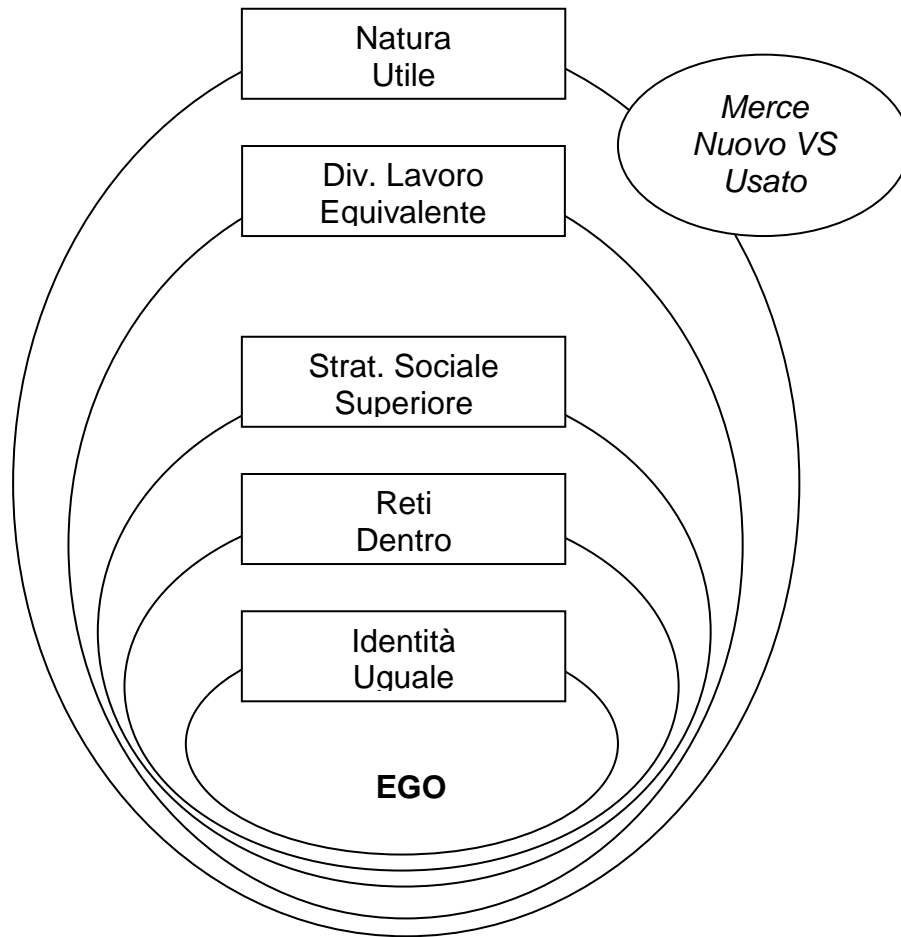 Natura
Utile
Merce
Nuovo VS
Usato
Div. Lavoro
Equivalente
Strat. Sociale
Superiore
Reti
Dentro
Identità
Uguale
EGO